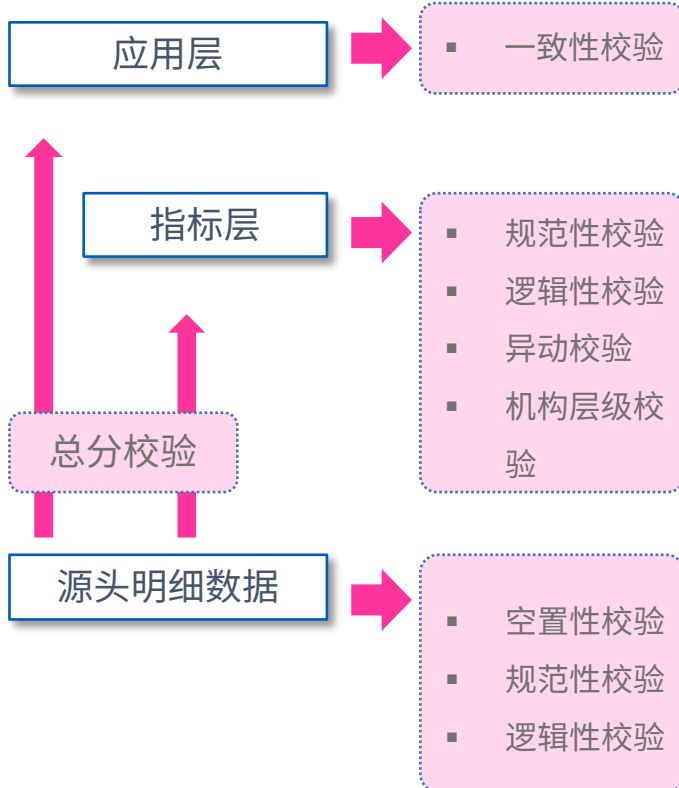 应用层
▪ 一致性校验
指标层
▪ 规范性校验
▪ 逻辑性校验
▪ 异动校验
▪ 机构层级校
验
总分校验
源头明细数据
▪ 空置性校验
▪ 规范性校验
▪ 逻辑性校验